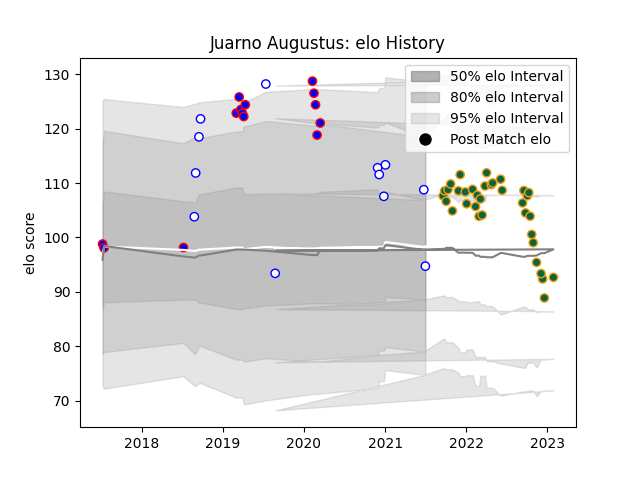 Juarno Augustus: elo History
elo score
130
120
110
100
90
80
70
50% elo Interval
80% elo Interval
95% elo Interval
Post Match elo
2018 2019 2020 2021 2022 2023